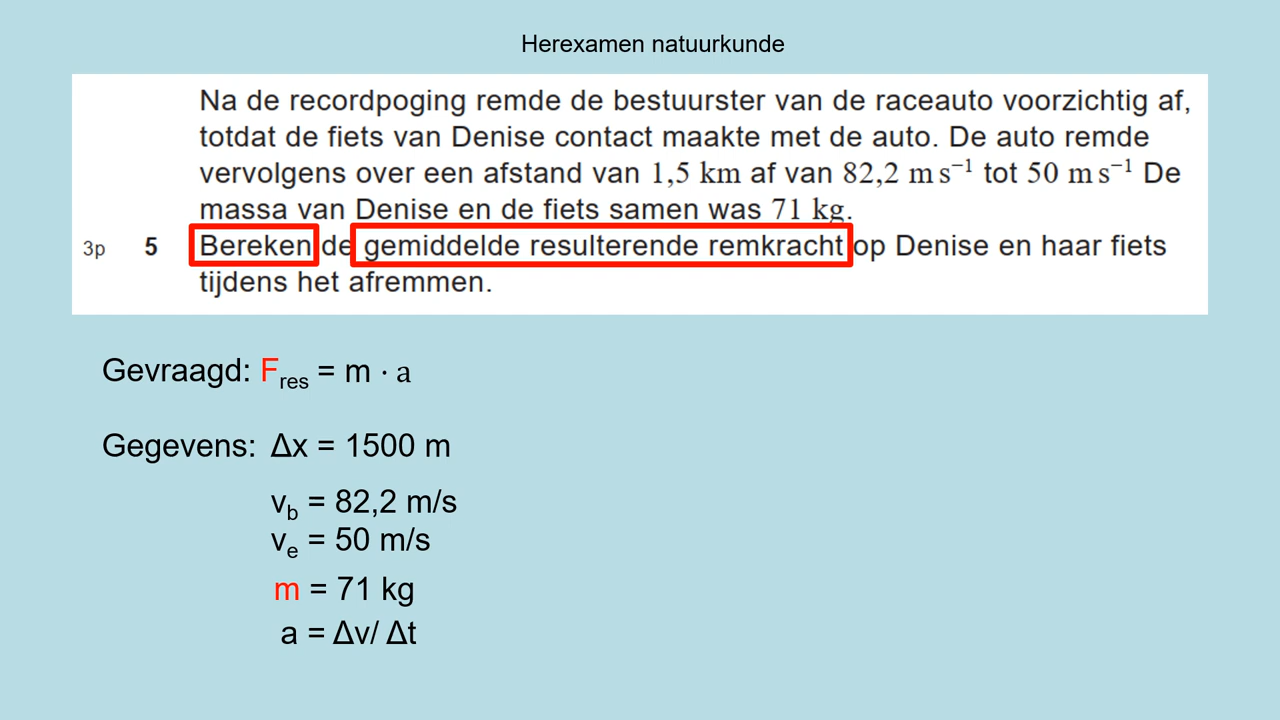 Herexamen natuurkunde
Na de recordpoging remde de bestuurster van de raceauto voorzichtig af,
totdat de fiets van Denise contact maakte met de auto. De auto remde
vervolgens over een afstand van 1,5 km af van 82,2 m s⁻¹ tot 50 m s⁻¹ De
massa van Denise en de fiets samen was 71 kg.
3p 5 Bereken de gemiddelde resulterende remkracht op Denise en haar fiets
tijdens het afremmen.
Gevraagd: F_res = m · a
Gegevens: Δx = 1500 m
v_b = 82,2 m/s
v_e = 50 m/s
m = 71 kg
a = Δv/ Δt